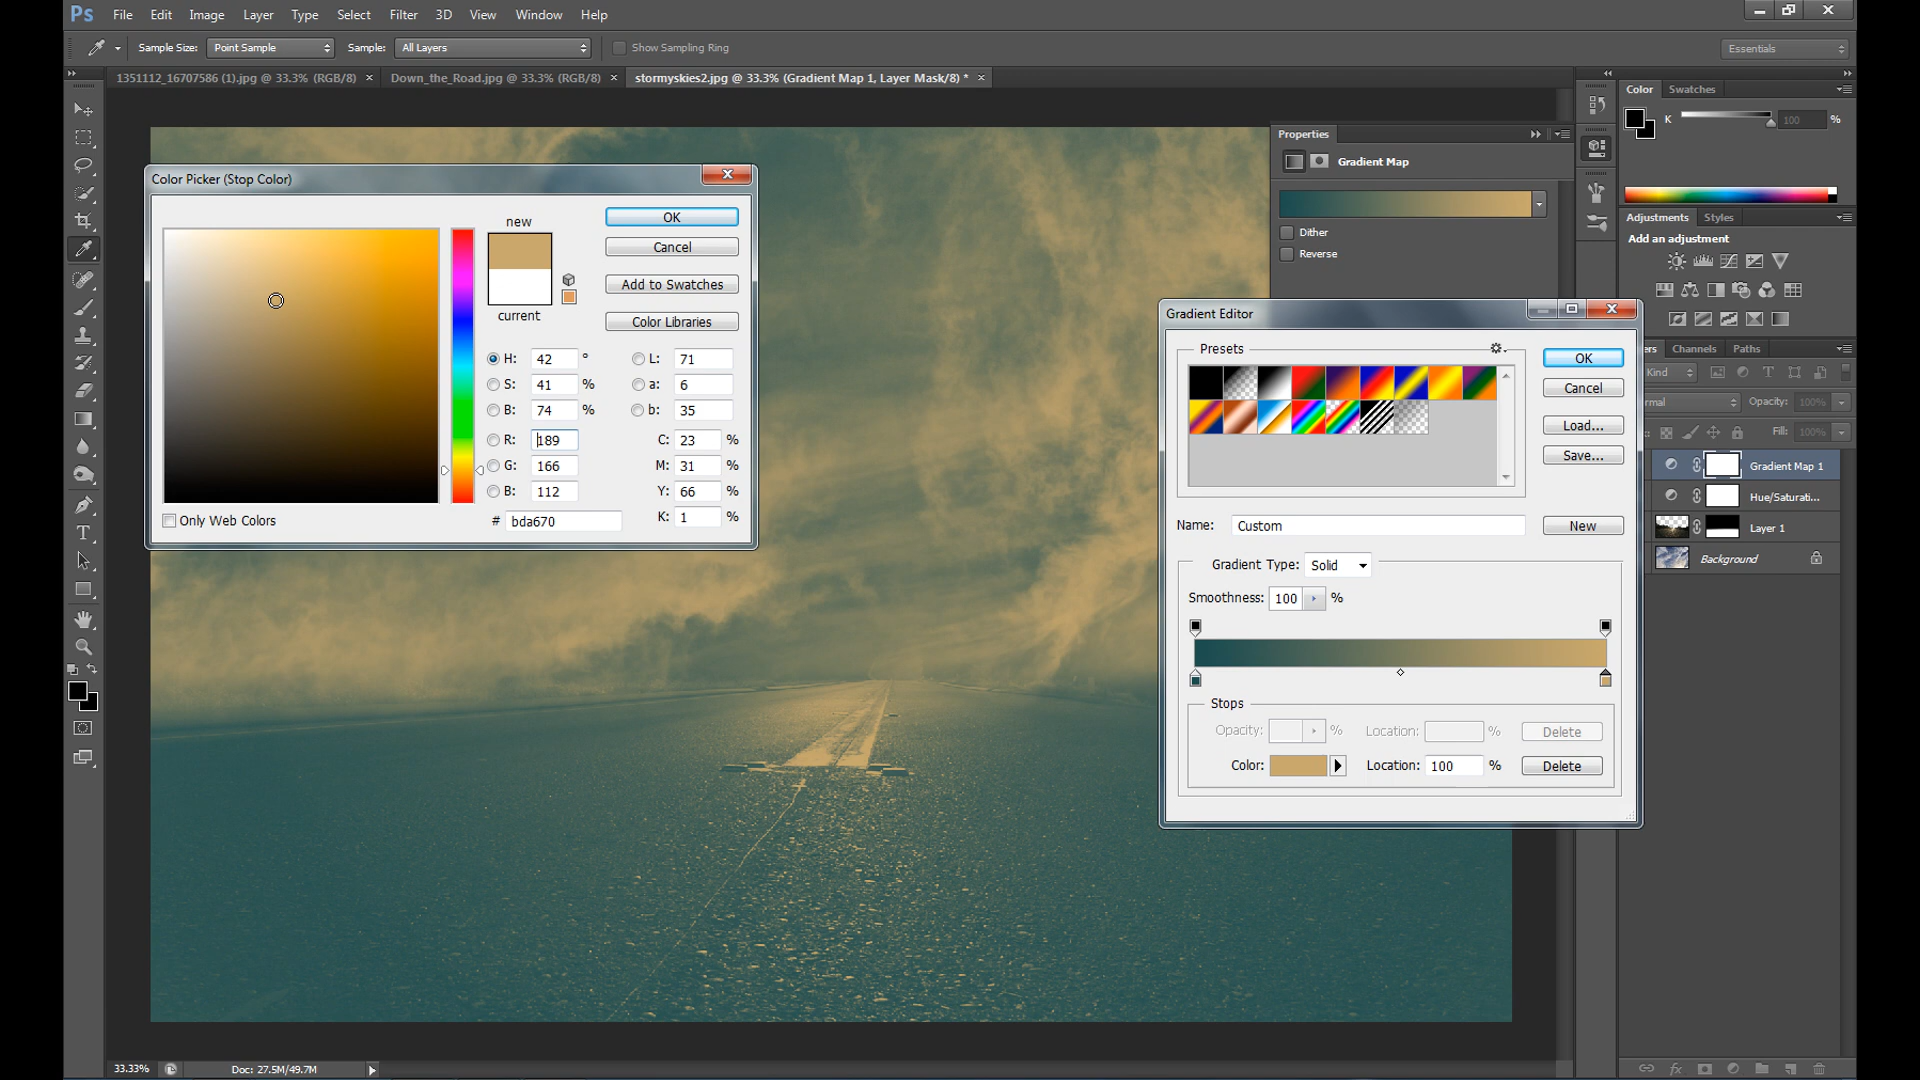 Ps File Edit Image Layer Type Select Filter 3D View Window Help
Sample Size: Point Sample Sample: All Layers Show Sampling Ring Essentials
1351112_16707586 (1).jpg @ 33.3% (RGB/8) × Down_the_Road.jpg @ 33.3% (RGB/8) × stormyskies2.jpg @ 33.3% (Gradient Map 1, Layer Mask/8) * ×
Color Picker (Stop Color)
new
current
OK
Cancel
Add to Swatches
Color Libraries
H: 42 ° L: 71
S: 41 % a: 6
B: 74 % b: 35
R: 189 C: 23 %
G: 166 M: 31 %
B: 112 Y: 66 %
# bda670 K: 1 %
Only Web Colors
Properties
Gradient Map
Dither
Reverse
Gradient Editor
Presets
OK
Cancel
Load...
Save...
Name: Custom New
Gradient Type: Solid
Smoothness: 100 %
Stops
Opacity: % Location: % Delete
Color: Location: 100 % Delete
Color Swatches
K 100 %
Adjustments Styles
Add an adjustment
ers Channels Paths
Kind
rmal Opacity: 100%
Fill: 100%
Gradient Map 1
Hue/Saturati...
Layer 1
Background
fx
33.33% Doc: 27.5M/49.7M